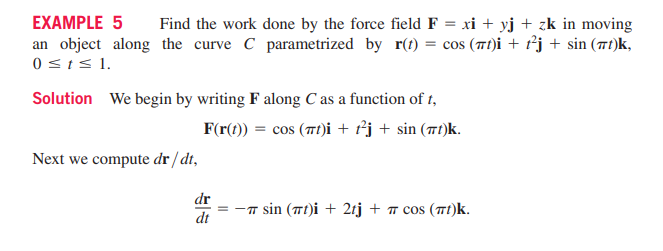 EXAMPLE 5 Find the work done by the force field F = xi + yj + zk in moving
an object along the curve C parametrized by r(t) = cos (πt)i + t²j + sin (πt)k,
0 ≤ t ≤ 1.
Solution We begin by writing F along C as a function of t,
F(r(t)) = cos (πt)i + t²j + sin (πt)k.
Next we compute dr/dt,
dr/dt = −π sin (πt)i + 2tj + π cos (πt)k.